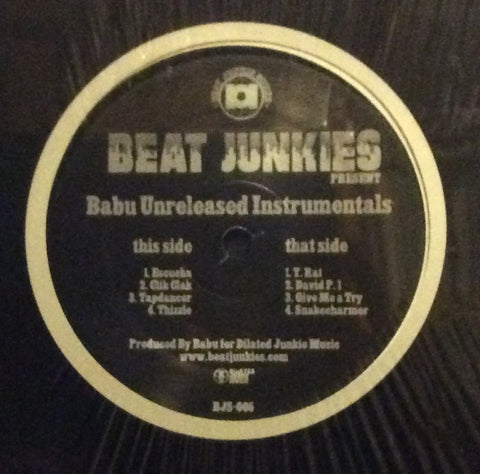 BEAT JUNKIES
PRESENT
Babu Unreleased Instrumentals
this side
1. Escucha
2. Clik Clak
3. Tapdancer
4. Thizzle
that side
1. T. Rai
2. David P. 1
3. Give Me a Try
4. Snakecharmer
Produced By Babu for Dilated Junkie Music
www.beatjunkies.com
BJS-006